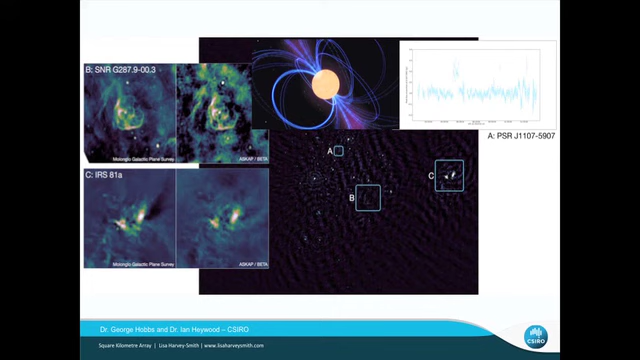 B: SNR G287.9-00.3
Molonglo Galactic Plane Survey
ASKAP / BETA
A: PSR J1107-5907
A
B
C
C: IRS 81a
Molonglo Galactic Plane Survey
ASKAP / BETA
Dr. George Hobbs and Dr. Ian Heywood – CSIRO
Square Kilometre Array | Lisa Harvey-Smith | www.lisaharveysmith.com
CSIRO